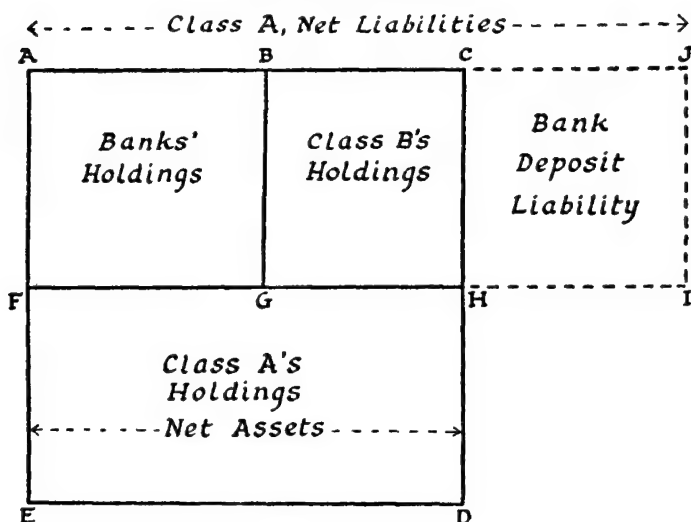 Class A, Net Liabilities
A B C J
Banks' Holdings
Class B's Holdings
Bank Deposit Liability
F G H I
Class A's
Holdings
Net Assets
E D